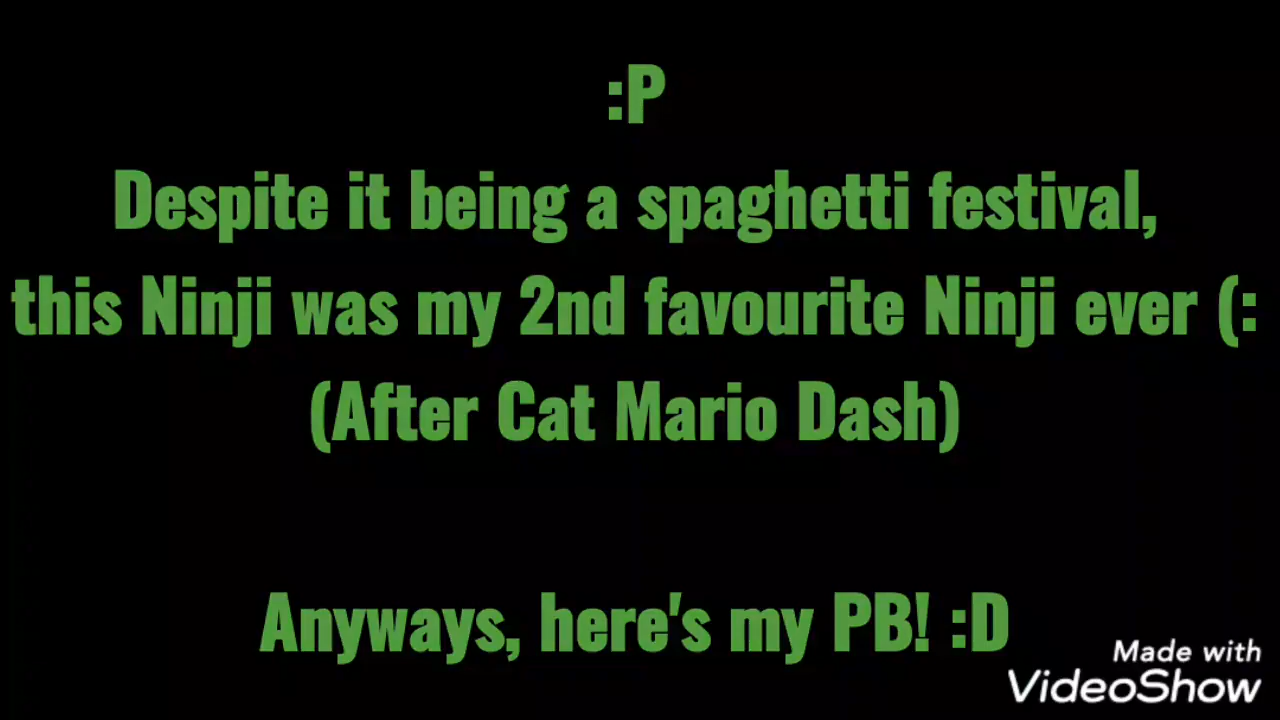 :P
Despite it being a spaghetti festival,
this Ninji was my 2nd favourite Ninji ever (:
(After Cat Mario Dash)
Anyways, here's my PB! :D
Made with
VideoShow